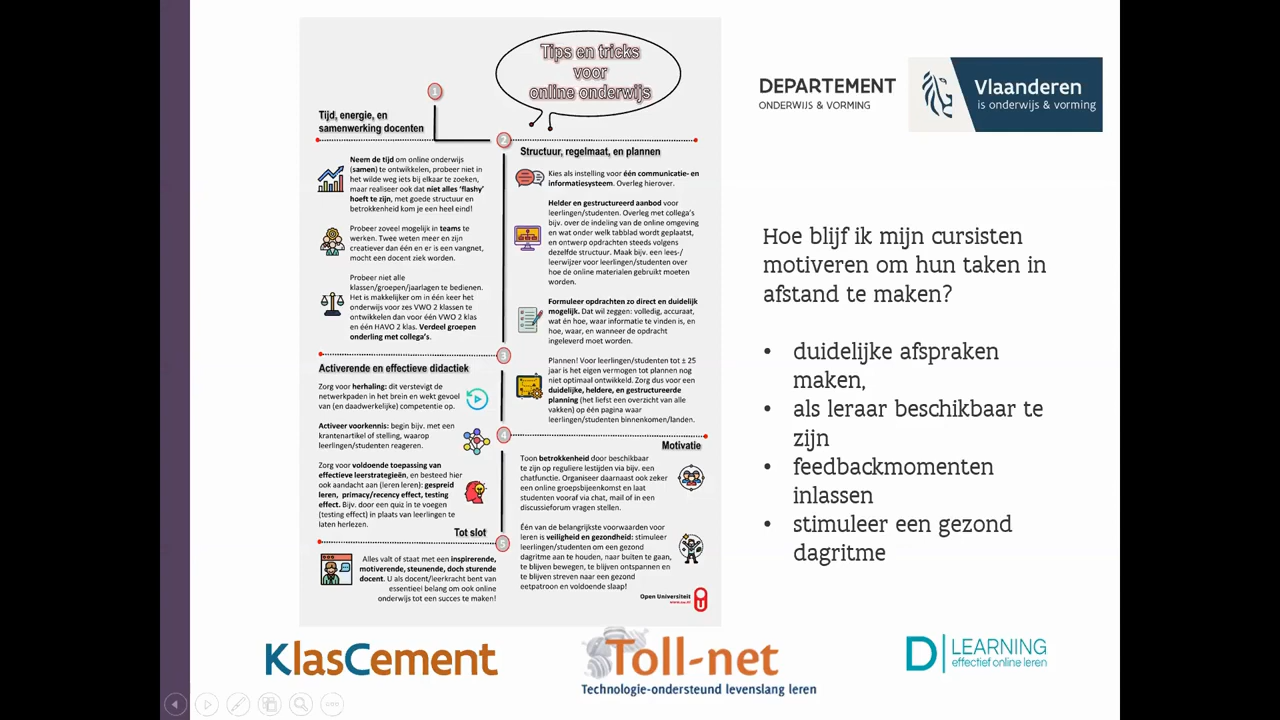 Tips en tricks
voor
online onderwijs
1
Tijd, energie, en
samenwerking docenten
Neem de tijd om online onderwijs
(samen) te ontwikkelen, probeer niet in
het wilde weg iets bij elkaar te zoeken,
maar realiseer ook dat niet alles ‘flashy’
hoeft te zijn, met goede structuur en
betrokkenheid kom je een heel eind!
Probeer zoveel mogelijk in teams te
werken. Twee weten meer en zijn
creatiever dan één en er is een vangnet,
mocht een docent ziek worden.
Probeer niet alle
klassen/groepen/jaarlagen te bedienen.
Het is makkelijker om in één keer het
onderwijs voor zes VWO 2 klassen te
ontwikkelen dan voor één VWO 2 klas
en één HAVO 2 klas. Verdeel groepen
onderling met collega’s.
2
Structuur, regelmaat, en plannen
Kies als instelling voor één communicatie- en
informatiesysteem. Overleg hierover.
Helder en gestructureerd aanbod voor
leerlingen/studenten. Overleg met collega’s
bijv. over de indeling van de online omgeving
en wat onder welk tabblad wordt geplaatst,
en ontwerp opdrachten steeds volgens
dezelfde structuur. Maak bijv. een lees-/
leerwijzer voor leerlingen/studenten over
hoe de online materialen gebruikt moeten
worden.
Formuleer opdrachten zo direct en duidelijk
mogelijk. Dat wil zeggen: volledig, accuraat,
wat én hoe, waar informatie te vinden is, en
hoe, waar, en wanneer de opdracht
ingeleverd moet worden.
Plannen! Voor leerlingen/studenten tot ± 25
jaar is het eigen vermogen tot plannen nog
niet optimaal ontwikkeld. Zorg dus voor een
duidelijke, heldere, en gestructureerde
planning (het liefst een overzicht van alle
vakken) op één pagina waar
leerlingen/studenten binnenkomen/landen.
3
Activerende en effectieve didactiek
Zorg voor herhaling: dit verstevigt de
netwerkpaden in het brein en wekt gevoel
van (en daadwerkelijke) competentie op.
Activeer voorkennis: begin bijv. met een
krantenartikel of stelling, waarop
leerlingen/studenten reageren.
Zorg voor voldoende toepassing van
effectieve leerstrategieën, en besteed hier
ook aandacht aan (leren leren): gespreid
leren, primacy/recency effect, testing
effect. Bijv. door een quiz in te voegen
(testing effect) in plaats van leerlingen te
laten herlezen.
4
Motivatie
Toon betrokkenheid door beschikbaar
te zijn op reguliere lestijden via bijv. een
chatfunctie. Organiseer daarnaast ook zeker
een online groepsbijeenkomst en laat
studenten vooraf via chat, mail of in een
discussieforum vragen stellen.
Één van de belangrijkste voorwaarden voor
leren is veiligheid en gezondheid: stimuleer
leerlingen/studenten om een gezond
dagritme aan te houden, naar buiten te gaan,
te blijven bewegen, te blijven ontspannen en
te blijven streven naar een gezond
eetpatroon en voldoende slaap!
Tot slot
5
Alles valt of staat met een inspirerende,
motiverende, steunende, doch sturende
docent. U als docent/leerkracht bent van
essentieel belang om ook online
onderwijs tot een succes te maken!
Open Universiteit
www.ou.nl
DEPARTEMENT
ONDERWIJS & VORMING
Vlaanderen
is onderwijs & vorming
Hoe blijf ik mijn cursisten
motiveren om hun taken in
afstand te maken?
• duidelijke afspraken
maken,
• als leraar beschikbaar te
zijn
• feedbackmomenten
inlassen
• stimuleer een gezond
dagritme
KlasCement
Toll-net
Technologie-ondersteund levenslang leren
D LEARNING
effectief online leren